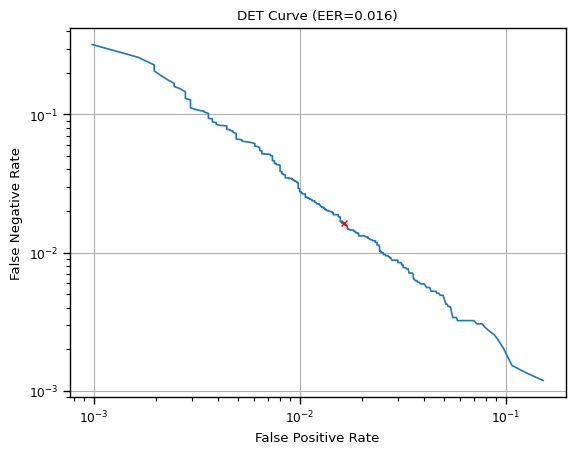 DET Curve (EER=0.016)
False Negative Rate
10⁻¹
10⁻²
10⁻³
10⁻³ 10⁻² 10⁻¹
False Positive Rate